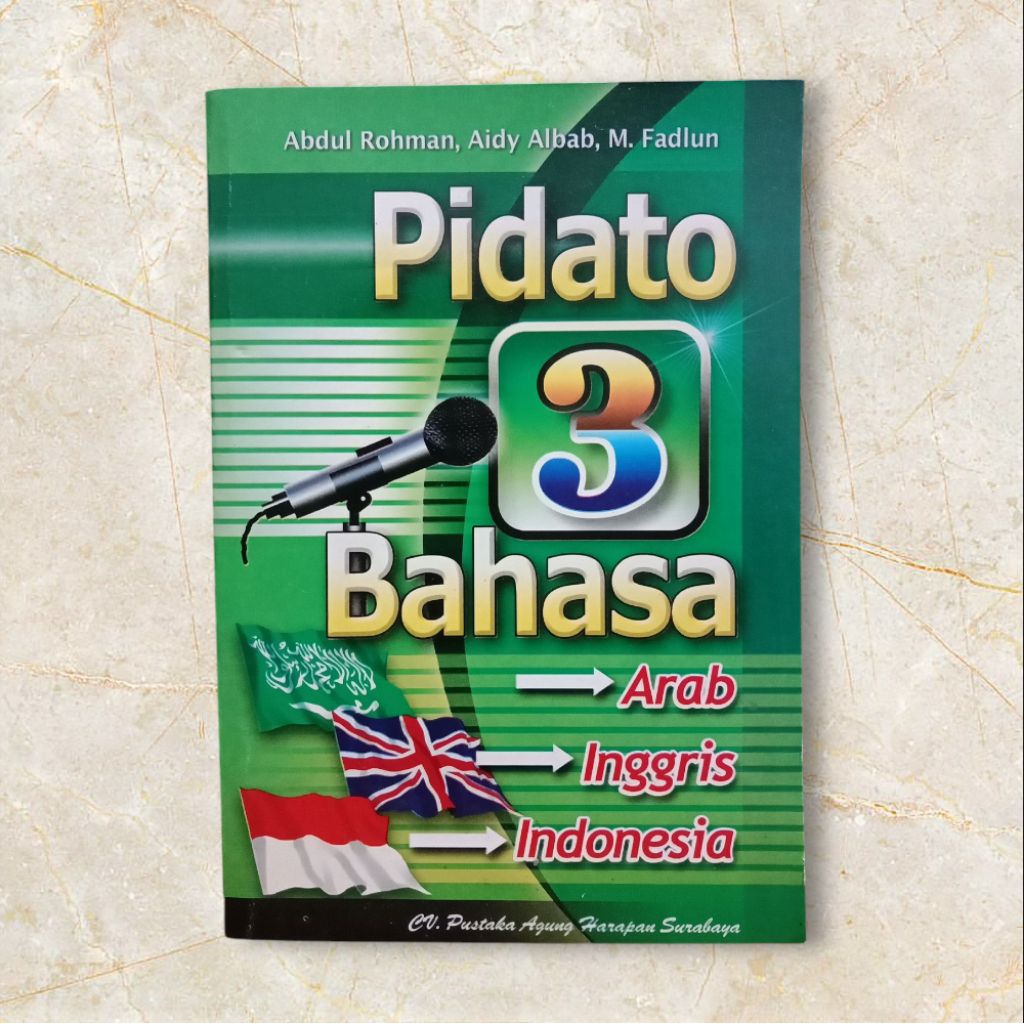 Abdul Rohman, Aidy Albab, M. Fadlun
Pidato
3
Bahasa
Arab
Inggris
Indonesia
CV. Pustaka Agung Harapan Surabaya